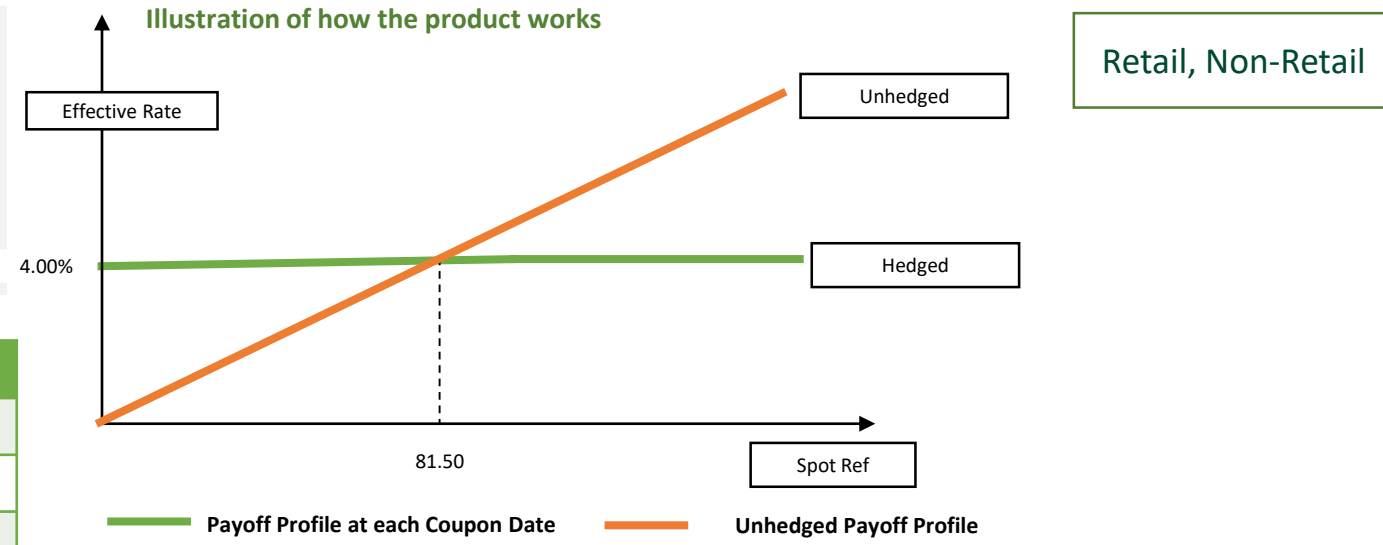 Illustration of how the product works
Retail, Non-Retail
Effective Rate
Unhedged
4.00%
Hedged
81.50
Spot Ref
Payoff Profile at each Coupon Date
Unhedged Payoff Profile